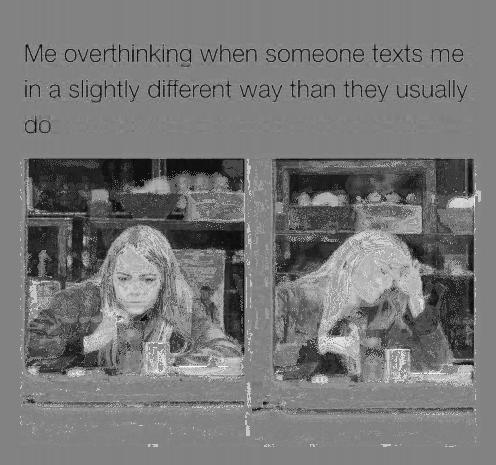 Me overthinking when someone texts me
in a slightly different way than they usually
do